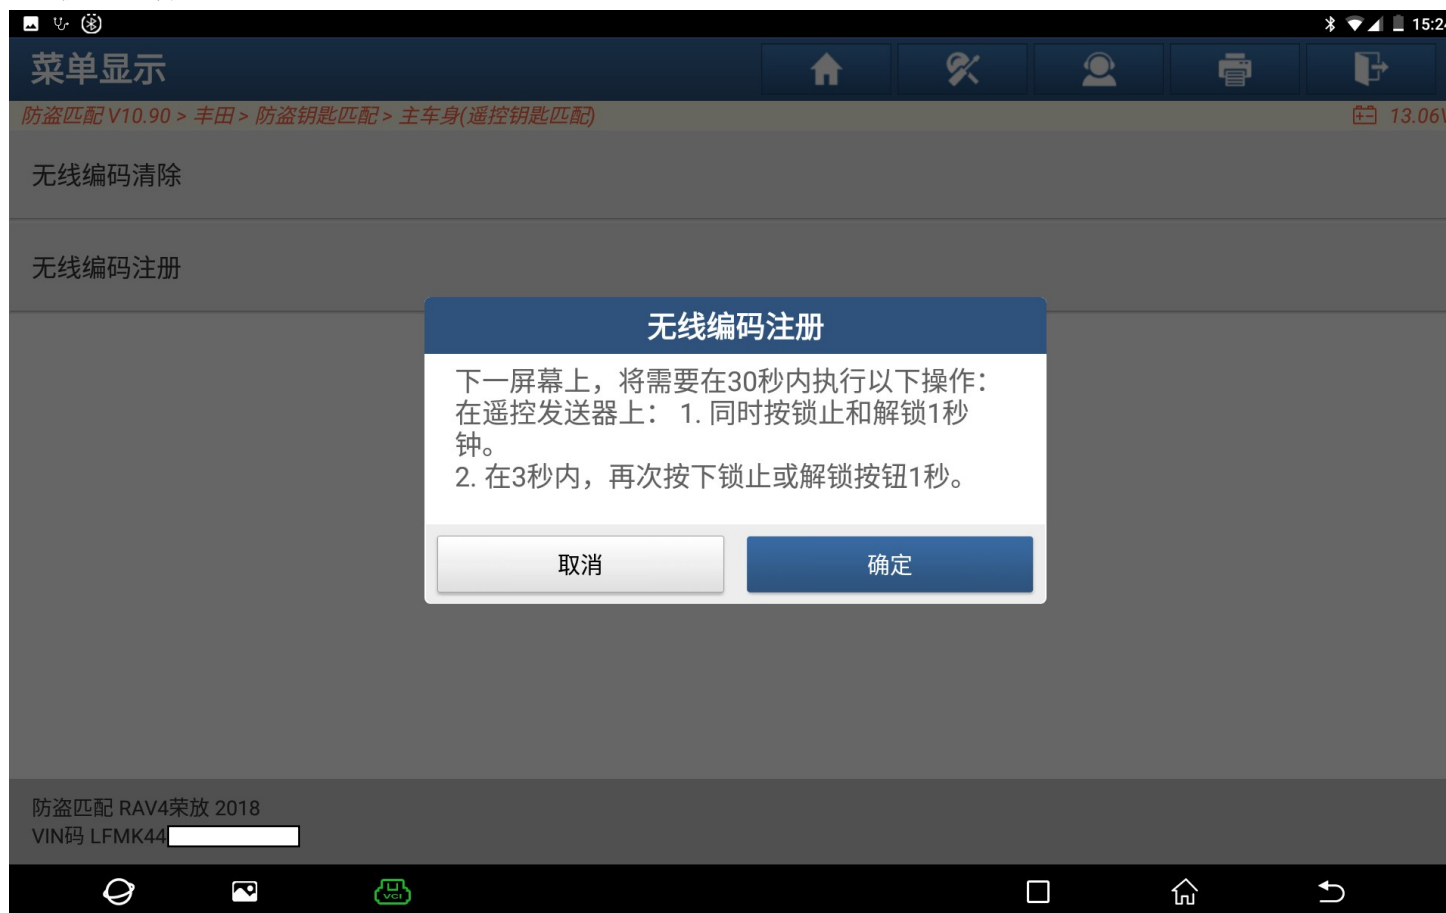 15:24
菜单显示
防盗匹配 V10.90 > 丰田 > 防盗钥匙匹配 > 主车身(遥控钥匙匹配)
13.06V
无线编码清除
无线编码注册
无线编码注册
下一屏幕上，将需要在30秒内执行以下操作：
在遥控发送器上： 1. 同时按锁止和解锁1秒
钟。
2. 在3秒内，再次按下锁止或解锁按钮1秒。
取消
确定
防盗匹配 RAV4荣放 2018
VIN码 LFMK44
VCI